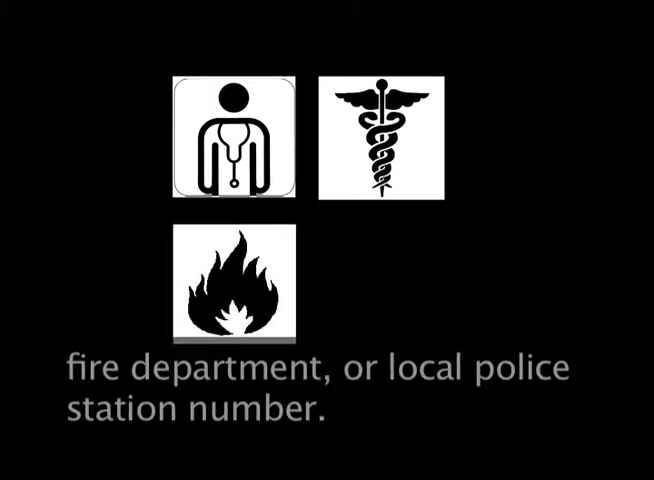 fire department, or local police
station number.